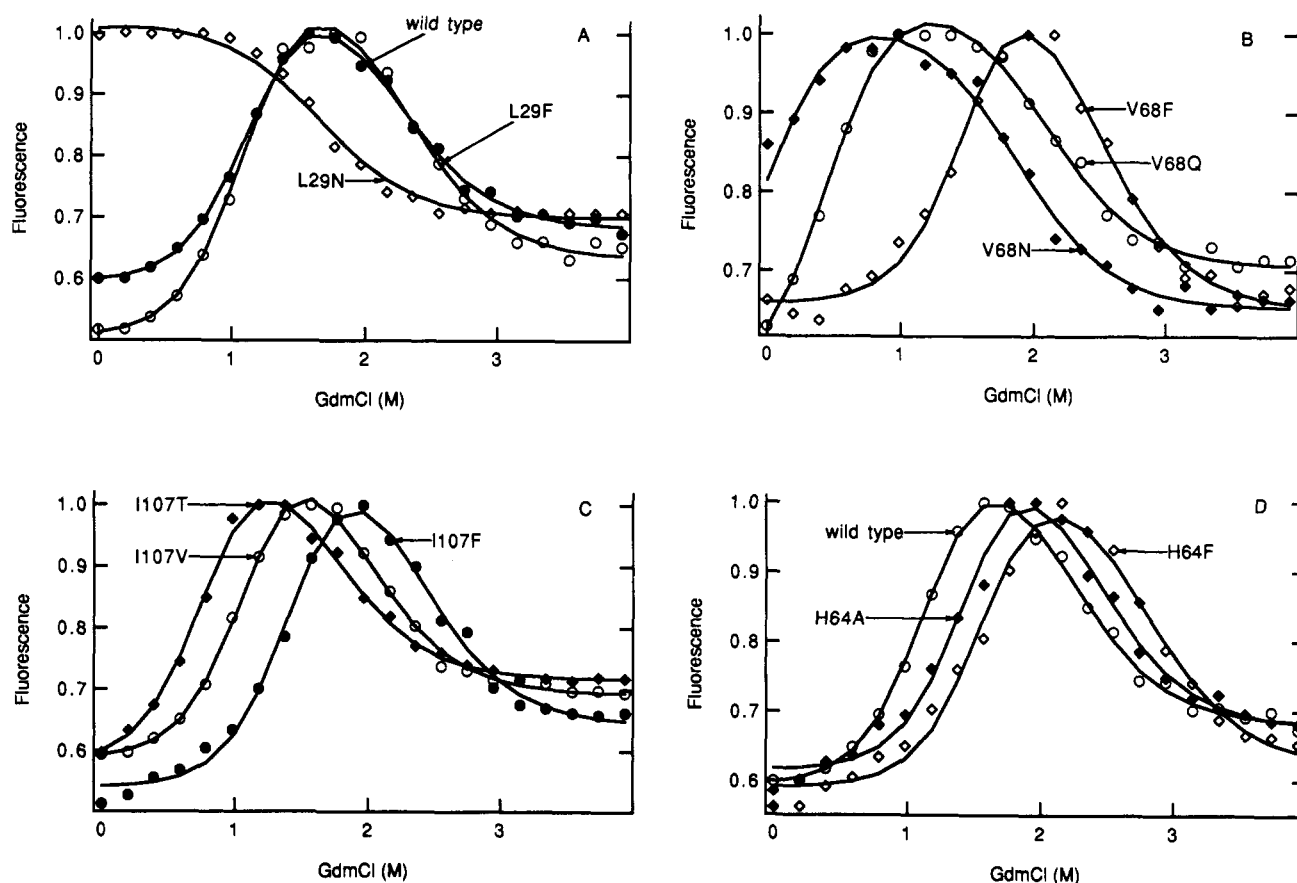 A
wild type
L29F
L29N
Fluorescence
1.0
0.9
0.8
0.7
0.6
0
1
2
3
GdmCl (M)
B
V68F
V68Q
V68N
Fluorescence
1.0
0.9
0.8
0.7
0
1
2
3
GdmCl (M)
C
I107T
I107V
I107F
Fluorescence
1.0
0.9
0.8
0.7
0.6
0
1
2
3
GdmCl (M)
D
wild type
H64F
H64A
Fluorescence
1.0
0.9
0.8
0.7
0.6
0
1
2
3
GdmCl (M)